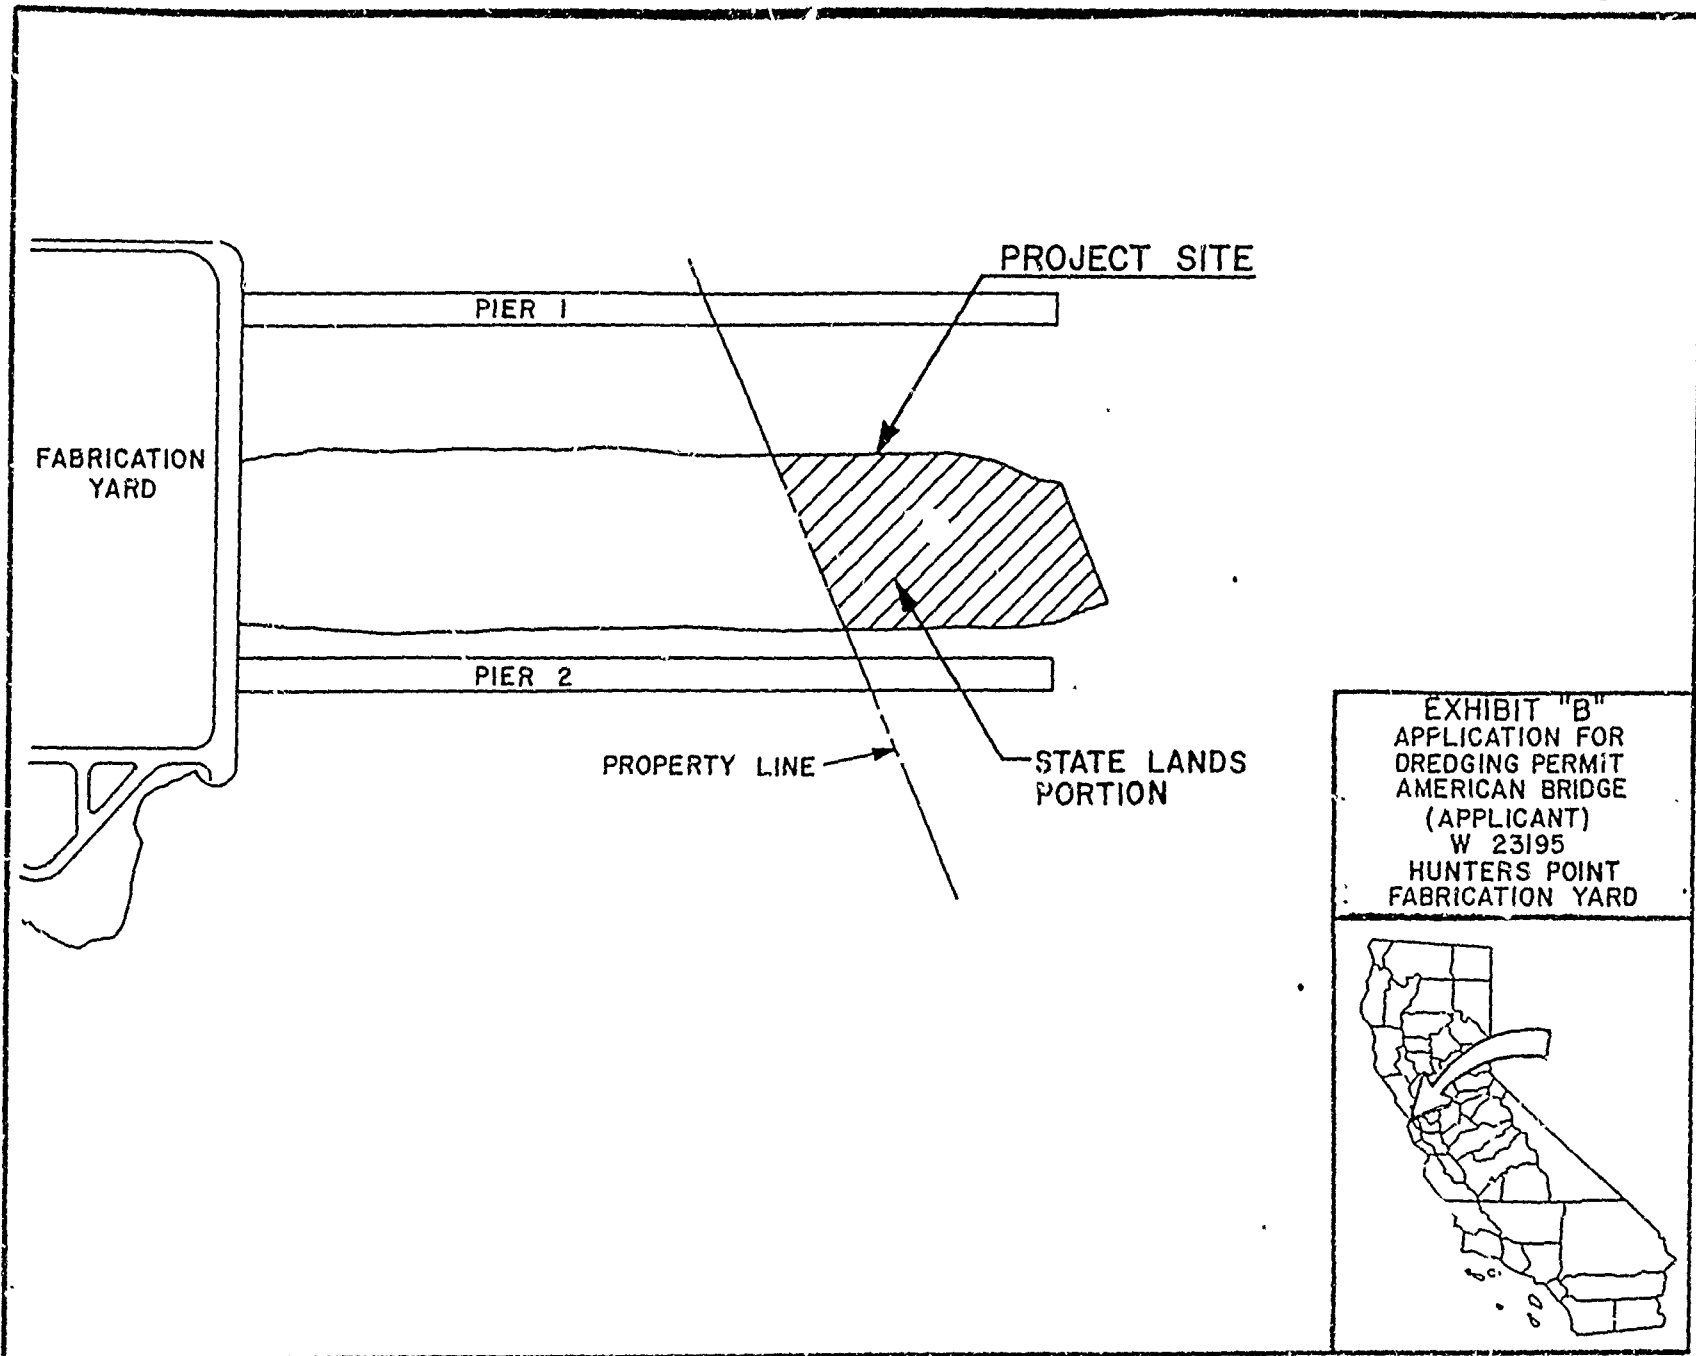 PROJECT SITE
PIER 1
FABRICATION
YARD
PIER 2
PROPERTY LINE
STATE LANDS
PORTION
EXHIBIT "B"
APPLICATION FOR
DREDGING PERMIT
AMERICAN BRIDGE
(APPLICANT)
W 23195
HUNTERS POINT
FABRICATION YARD